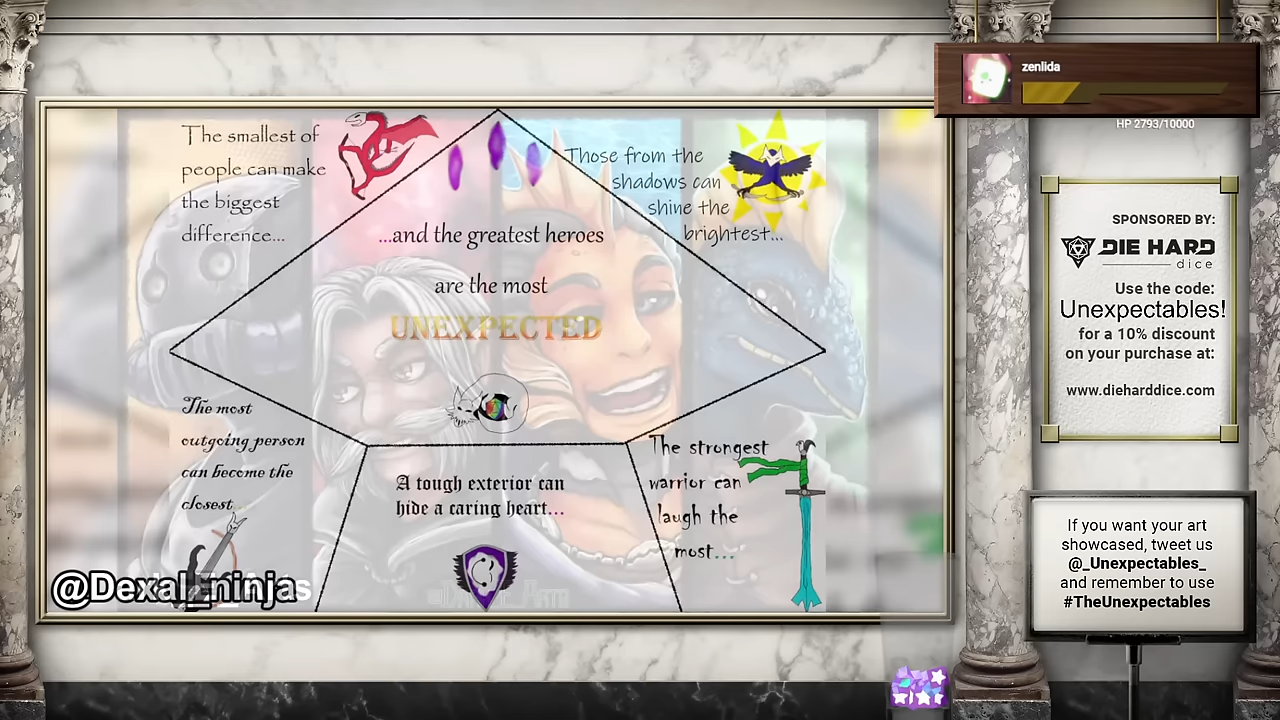 zenlida
HP 2793/10000
The smallest of
people can make
the biggest
difference...
Those from the
shadows can
shine the
brightest...
...and the greatest heroes
are the most
UNEXPECTED
The most
outgoing person
can become the
closest...
A tough exterior can
hide a caring heart...
The strongest
warrior can
laugh the
most...
@Dexal_ninja
SPONSORED BY:
DIE HARD
dice
Use the code:
Unexpectables!
for a 10% discount
on your purchase at:
www.dieharddice.com
If you want your art
showcased, tweet us
@_Unexpectables_
and remember to use
#TheUnexpectables